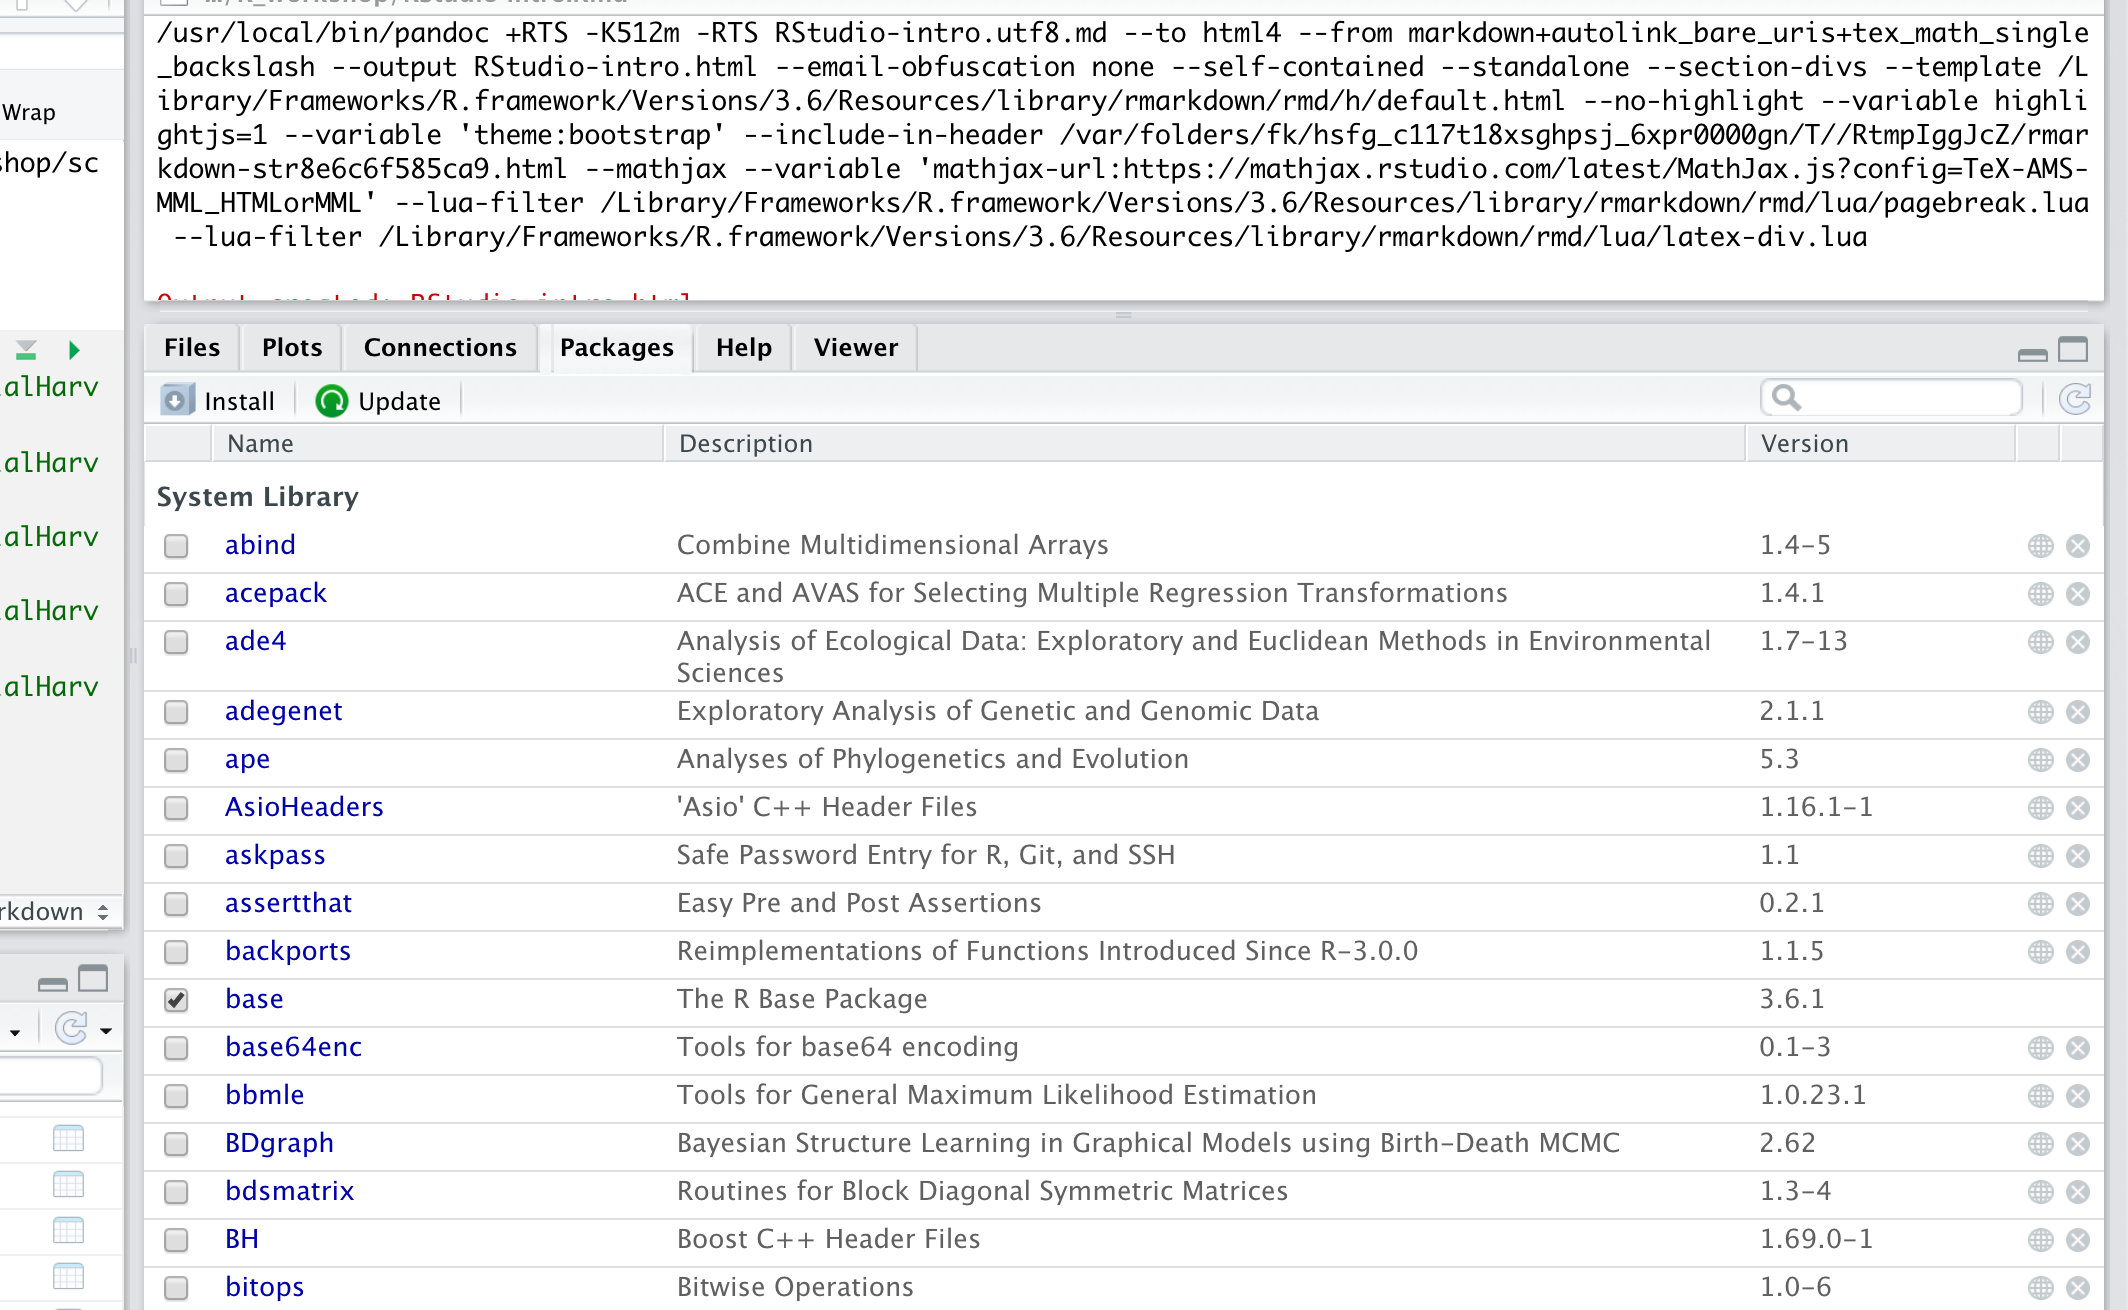 /usr/local/bin/pandoc +RTS -K512m -RTS RStudio-intro.utf8.md --to html4 --from markdown+autolink_bare_uris+tex_math_single
_backslash --output RStudio-intro.html --email-obfuscation none --self-contained --standalone --section-divs --template /L
ibrary/Frameworks/R.framework/Versions/3.6/Resources/library/rmarkdown/rmd/h/default.html --no-highlight --variable highli
ghtjs=1 --variable 'theme:bootstrap' --include-in-header /var/folders/fk/hsfg_c117t18xsghpsj_6xpr0000gn/T//RtmpIggJcZ/rmar
kdown-str8e6c6f585ca9.html --mathjax --variable 'mathjax-url:https://mathjax.rstudio.com/latest/MathJax.js?config=TeX-AMS-
MML_HTMLorMML' --lua-filter /Library/Frameworks/R.framework/Versions/3.6/Resources/library/rmarkdown/rmd/lua/pagebreak.lua
--lua-filter /Library/Frameworks/R.framework/Versions/3.6/Resources/library/rmarkdown/rmd/lua/latex-div.lua
Output created: RStudio-intro.html
Wrap
hop/sc
alHarv
alHarv
alHarv
alHarv
alHarv
rkdown
Files Plots Connections Packages Help Viewer
Install Update
Name Description Version
System Library
abind Combine Multidimensional Arrays 1.4-5
acepack ACE and AVAS for Selecting Multiple Regression Transformations 1.4.1
ade4 Analysis of Ecological Data: Exploratory and Euclidean Methods in Environmental 1.7-13
Sciences
adegenet Exploratory Analysis of Genetic and Genomic Data 2.1.1
ape Analyses of Phylogenetics and Evolution 5.3
AsioHeaders 'Asio' C++ Header Files 1.16.1-1
askpass Safe Password Entry for R, Git, and SSH 1.1
assertthat Easy Pre and Post Assertions 0.2.1
backports Reimplementations of Functions Introduced Since R-3.0.0 1.1.5
base The R Base Package 3.6.1
base64enc Tools for base64 encoding 0.1-3
bbmle Tools for General Maximum Likelihood Estimation 1.0.23.1
BDgraph Bayesian Structure Learning in Graphical Models using Birth-Death MCMC 2.62
bdsmatrix Routines for Block Diagonal Symmetric Matrices 1.3-4
BH Boost C++ Header Files 1.69.0-1
bitops Bitwise Operations 1.0-6